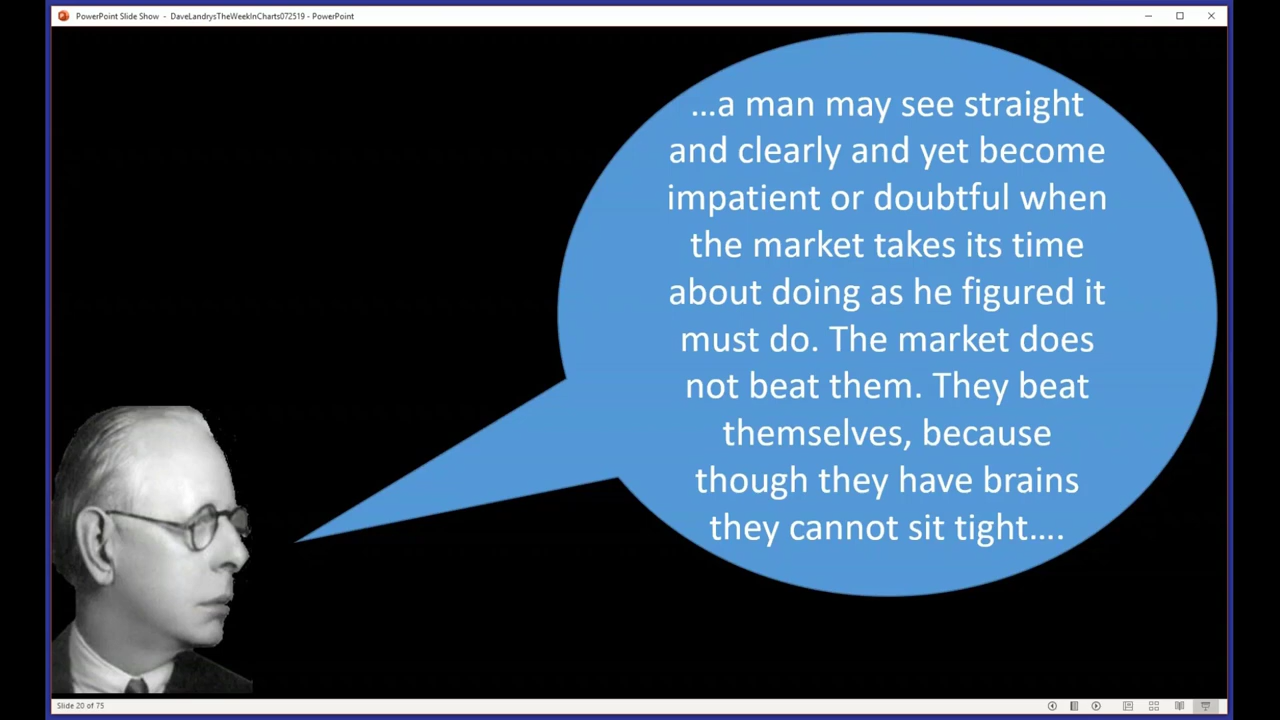 PowerPoint Slide Show - DaveLandrysTheWeekInCharts072519 - PowerPoint
...a man may see straight
and clearly and yet become
impatient or doubtful when
the market takes its time
about doing as he figured it
must do. The market does
not beat them. They beat
themselves, because
though they have brains
they cannot sit tight....
Slide 20 of 75